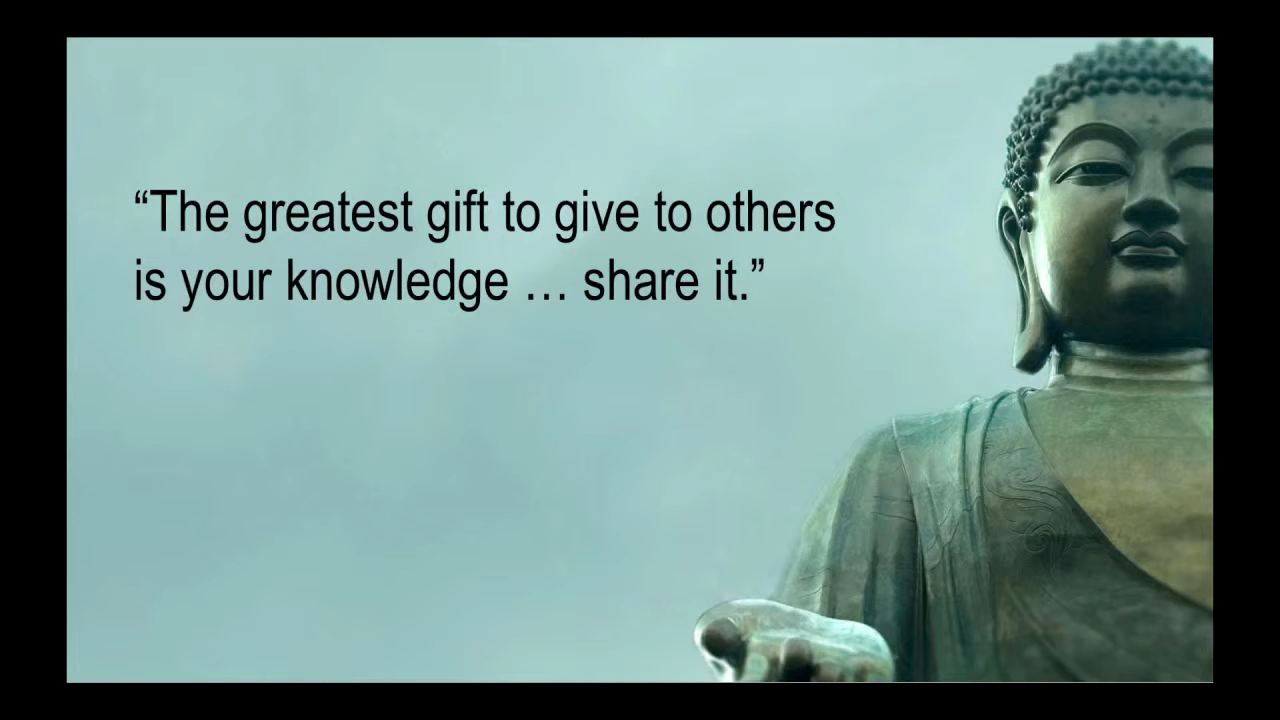 “The greatest gift to give to others
is your knowledge … share it.”